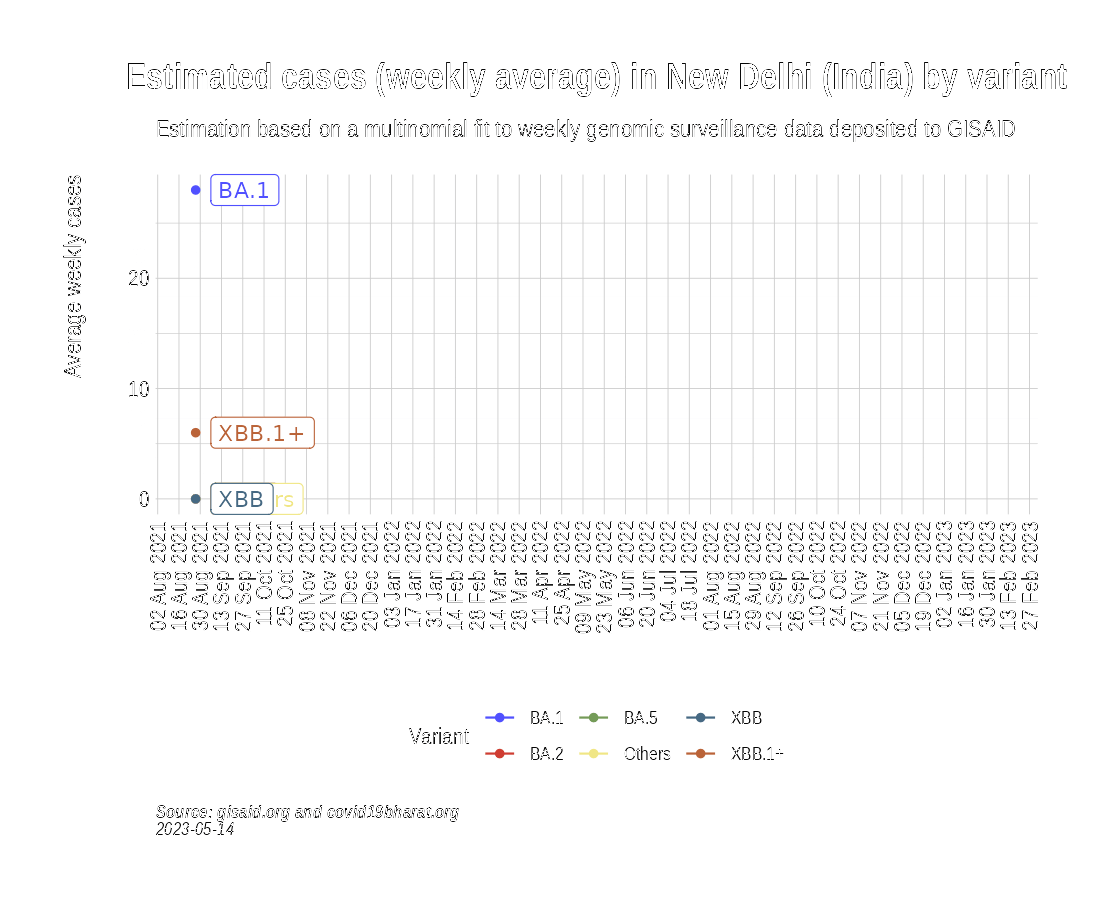 Estimated cases (weekly average) in New Delhi (India) by variant
Estimation based on a multinomial fit to weekly genomic surveillance data deposited to GISAID
Average weekly cases
BA.1
20
10
XBB.1+
0
XBB
rs
02 Aug 2021
16 Aug 2021
30 Aug 2021
13 Sep 2021
27 Sep 2021
11 Oct 2021
25 Oct 2021
08 Nov 2021
22 Nov 2021
06 Dec 2021
20 Dec 2021
03 Jan 2022
17 Jan 2022
31 Jan 2022
14 Feb 2022
28 Feb 2022
14 Mar 2022
28 Mar 2022
11 Apr 2022
25 Apr 2022
09 May 2022
23 May 2022
06 Jun 2022
20 Jun 2022
04 Jul 2022
18 Jul 2022
01 Aug 2022
15 Aug 2022
29 Aug 2022
12 Sep 2022
26 Sep 2022
10 Oct 2022
24 Oct 2022
07 Nov 2022
21 Nov 2022
05 Dec 2022
19 Dec 2022
02 Jan 2023
16 Jan 2023
30 Jan 2023
13 Feb 2023
27 Feb 2023
Variant
BA.1 BA.5 XBB
BA.2 Others XBB.1+
Source: gisaid.org and covid19bharat.org
2023-05-14